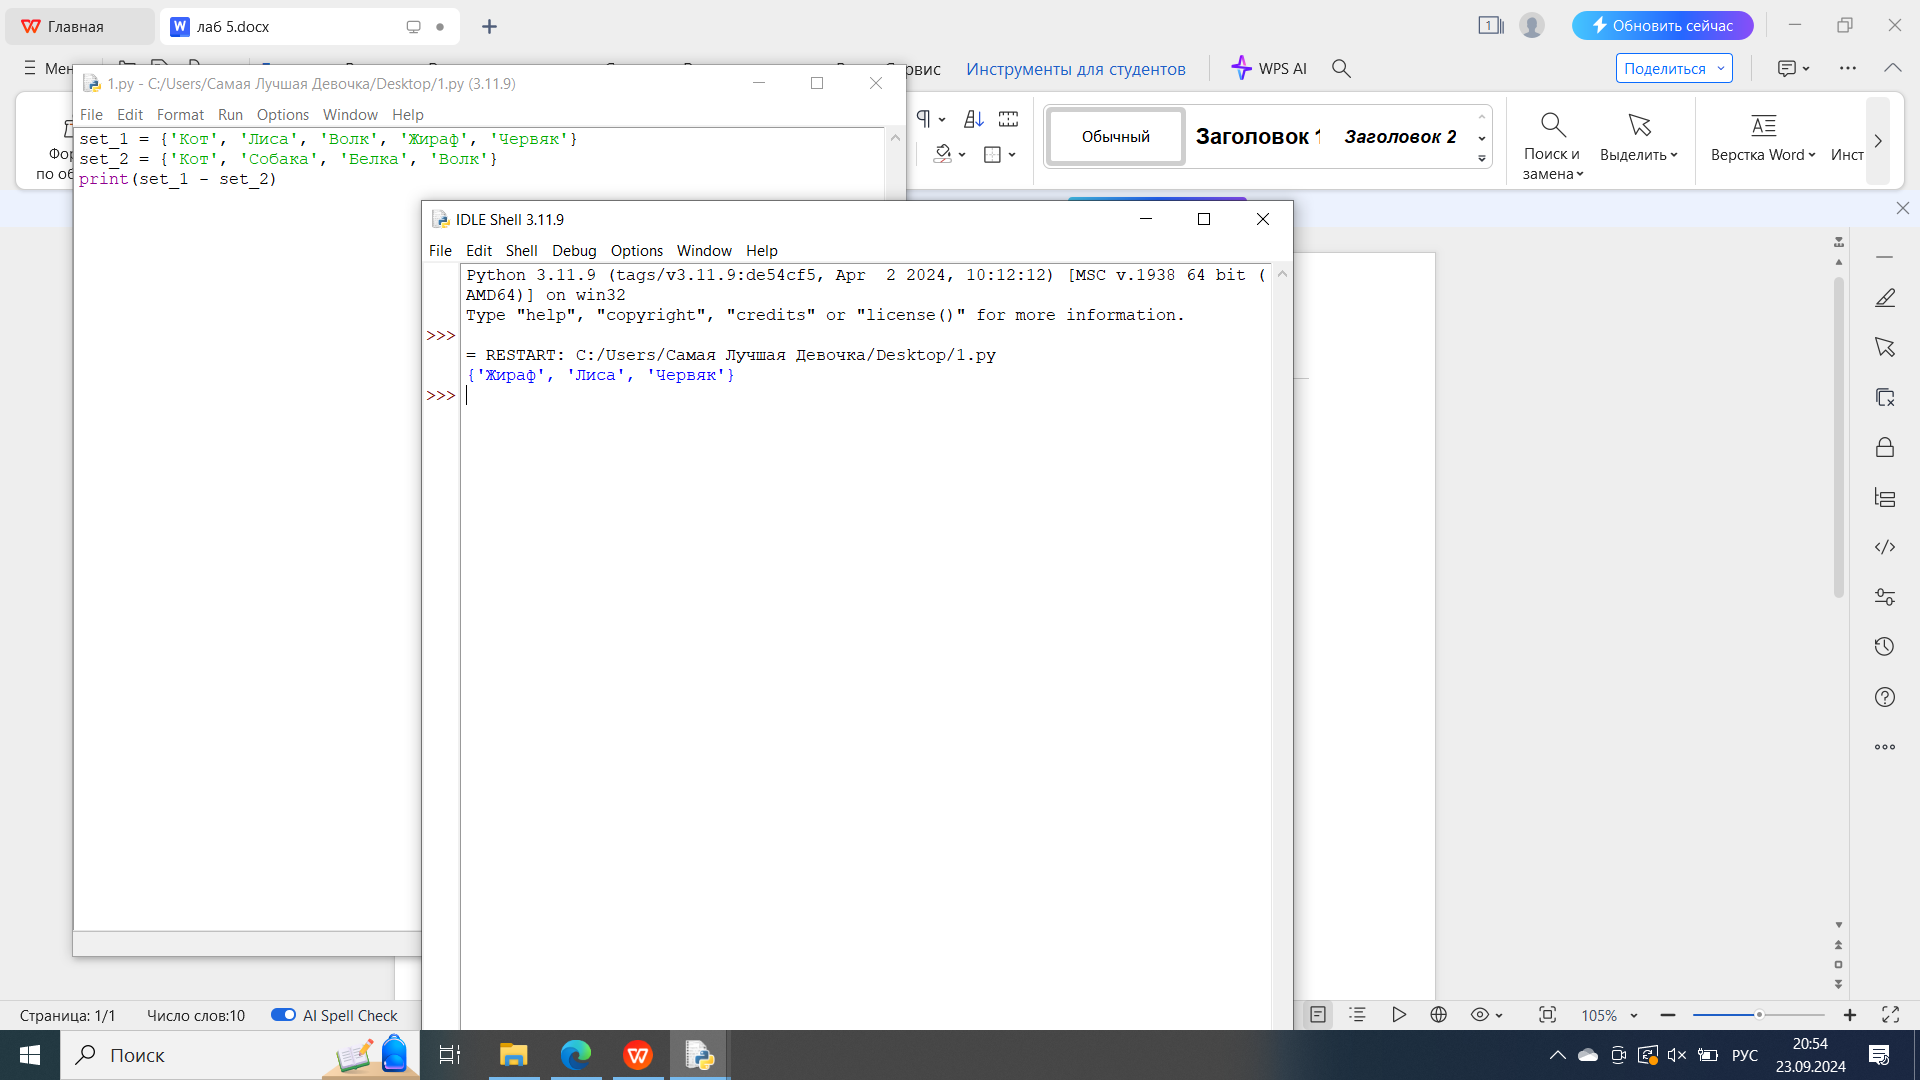 Главная
лаб 5.docx
1
Обновить сейчас
Мен
рвис
Инструменты для студентов
WPS AI
Поделиться
1.py - C:/Users/Самая Лучшая Девочка/Desktop/1.py (3.11.9)
File Edit Format Run Options Window Help
set_1 = {'Кот', 'Лиса', 'Волк', 'Жираф', 'Червяк'}
set_2 = {'Кот', 'Собака', 'Белка', 'Волк'}
print(set_1 - set_2)
Фор
по об
Обычный
Заголовок 1
Заголовок 2
Поиск и
замена
Выделить
Верстка Word
Инст
IDLE Shell 3.11.9
File Edit Shell Debug Options Window Help
Python 3.11.9 (tags/v3.11.9:de54cf5, Apr  2 2024, 10:12:12) [MSC v.1938 64 bit (
AMD64)] on win32
Type "help", "copyright", "credits" or "license()" for more information.
>>>
= RESTART: C:/Users/Самая Лучшая Девочка/Desktop/1.py
{'Жираф', 'Лиса', 'Червяк'}
>>>
Страница: 1/1
Число слов:10
AI Spell Check
105%
Поиск
РУС
20:54
23.09.2024